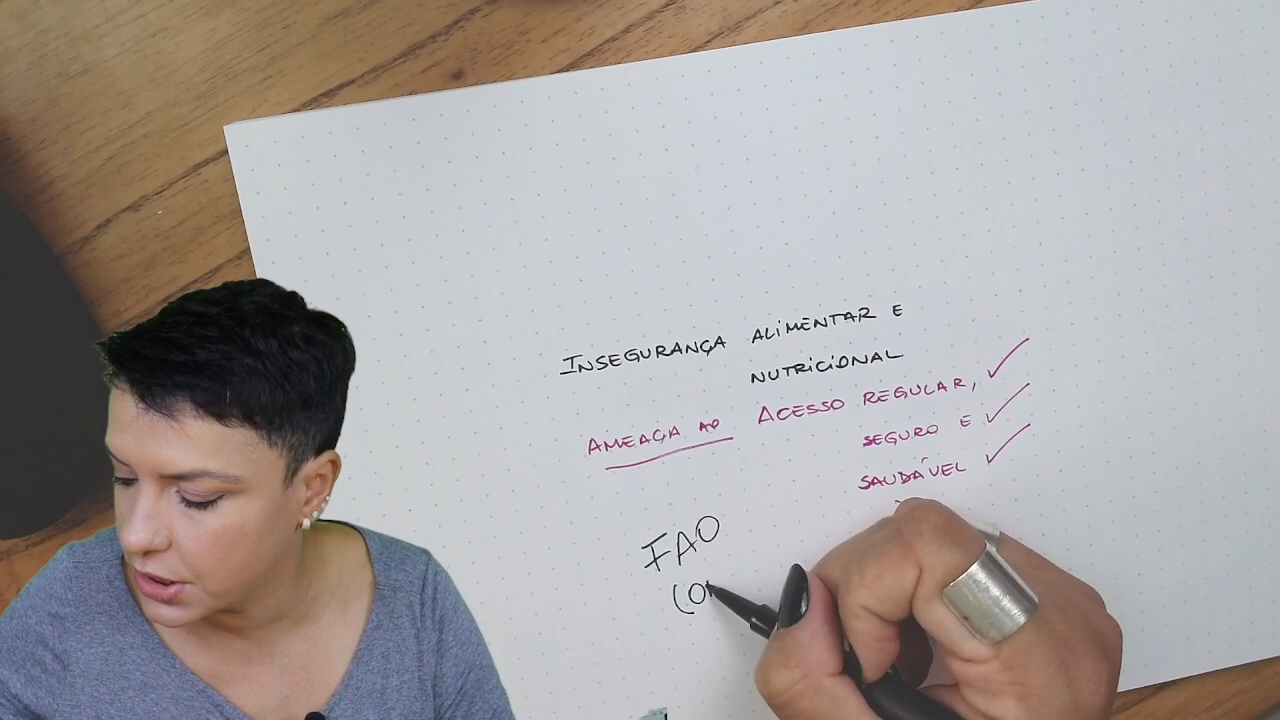 INSEGURANÇA ALIMENTAR E
NUTRICIONAL
AMEAÇA AO ACESSO REGULAR,
SEGURO E
SAUDÁVEL
FAO
(O